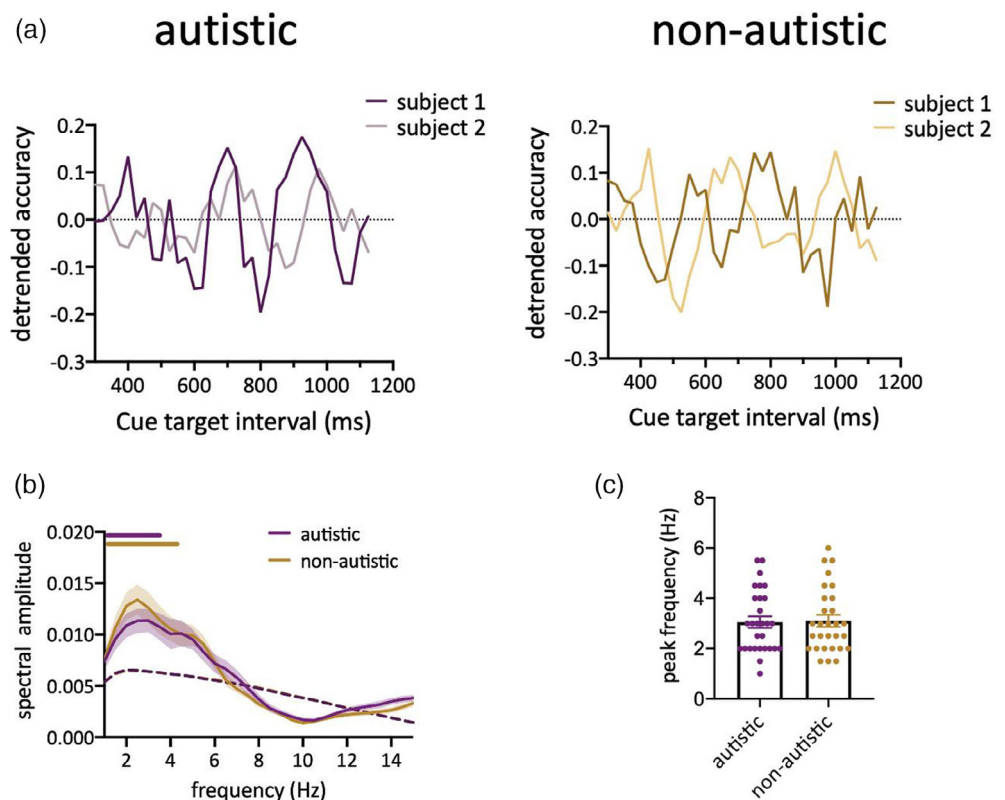 (a)
autistic
non-autistic
subject 1
subject 2
detrended accuracy
0.2
0.1
0.0
-0.1
-0.2
-0.3
400 600 800 1000 1200
Cue target interval (ms)
subject 1
subject 2
detrended accuracy
0.2
0.1
0.0
-0.1
-0.2
-0.3
400 600 800 1000 1200
Cue target interval (ms)
(b)
autistic
non-autistic
spectral amplitude
0.020
0.015
0.010
0.005
0.000
2 4 6 8 10 12 14
frequency (Hz)
(c)
peak frequency (Hz)
8
6
4
2
0
autistic
non-autistic